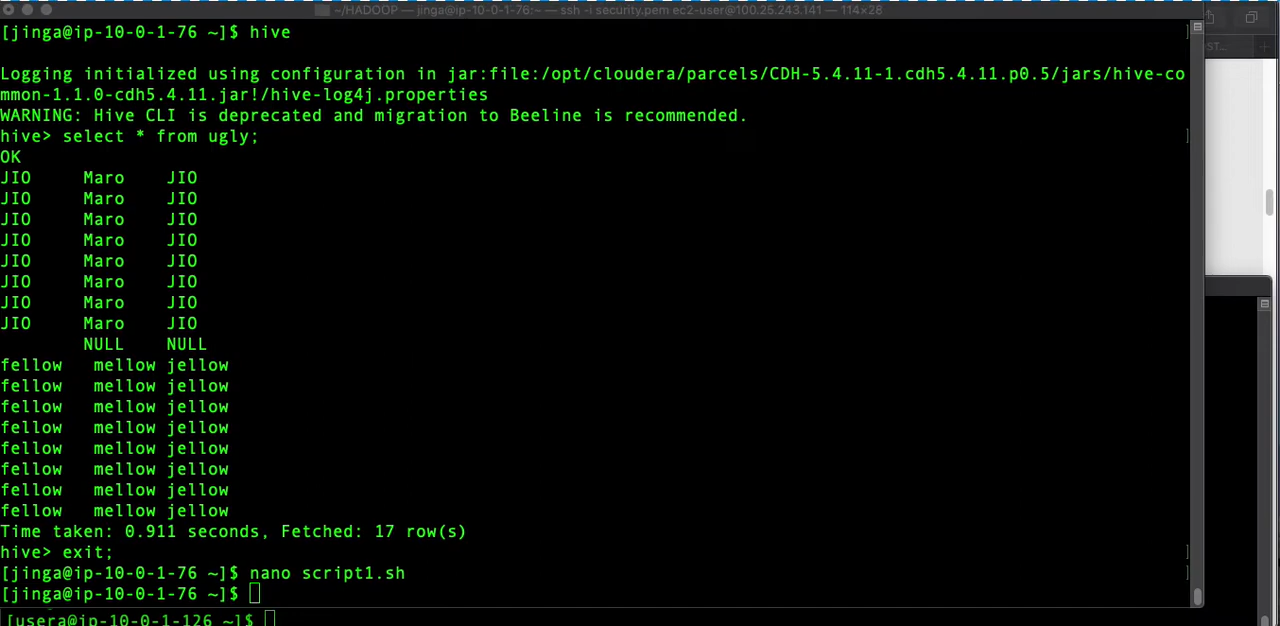 ~/HADOOP — jinga@ip-10-0-1-76:~ — ssh -i security.pem ec2-user@100.25.243.141 — 114×28
[jinga@ip-10-0-1-76 ~]$ hive
Logging initialized using configuration in jar:file:/opt/cloudera/parcels/CDH-5.4.11-1.cdh5.4.11.p0.5/jars/hive-co
mmon-1.1.0-cdh5.4.11.jar!/hive-log4j.properties
WARNING: Hive CLI is deprecated and migration to Beeline is recommended.
hive> select * from ugly;
OK
JIO Maro JIO
JIO Maro JIO
JIO Maro JIO
JIO Maro JIO
JIO Maro JIO
JIO Maro JIO
JIO Maro JIO
JIO Maro JIO
NULL NULL
fellow mellow jellow
fellow mellow jellow
fellow mellow jellow
fellow mellow jellow
fellow mellow jellow
fellow mellow jellow
fellow mellow jellow
fellow mellow jellow
Time taken: 0.911 seconds, Fetched: 17 row(s)
hive> exit;
[jinga@ip-10-0-1-76 ~]$ nano script1.sh
[jinga@ip-10-0-1-76 ~]$
[usera@ip-10-0-1-126 ~]$